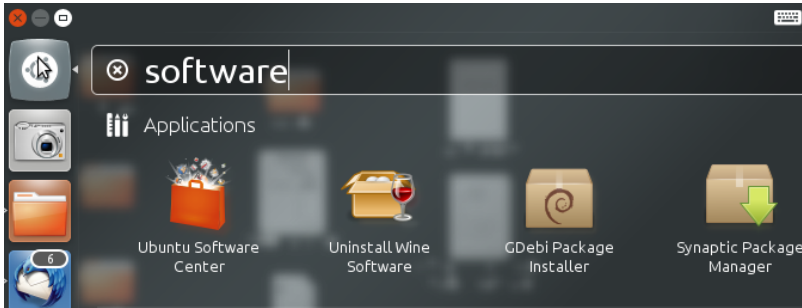 software
Applications
Ubuntu Software
Center
Uninstall Wine
Software
GDebi Package
Installer
Synaptic Package
Manager
6